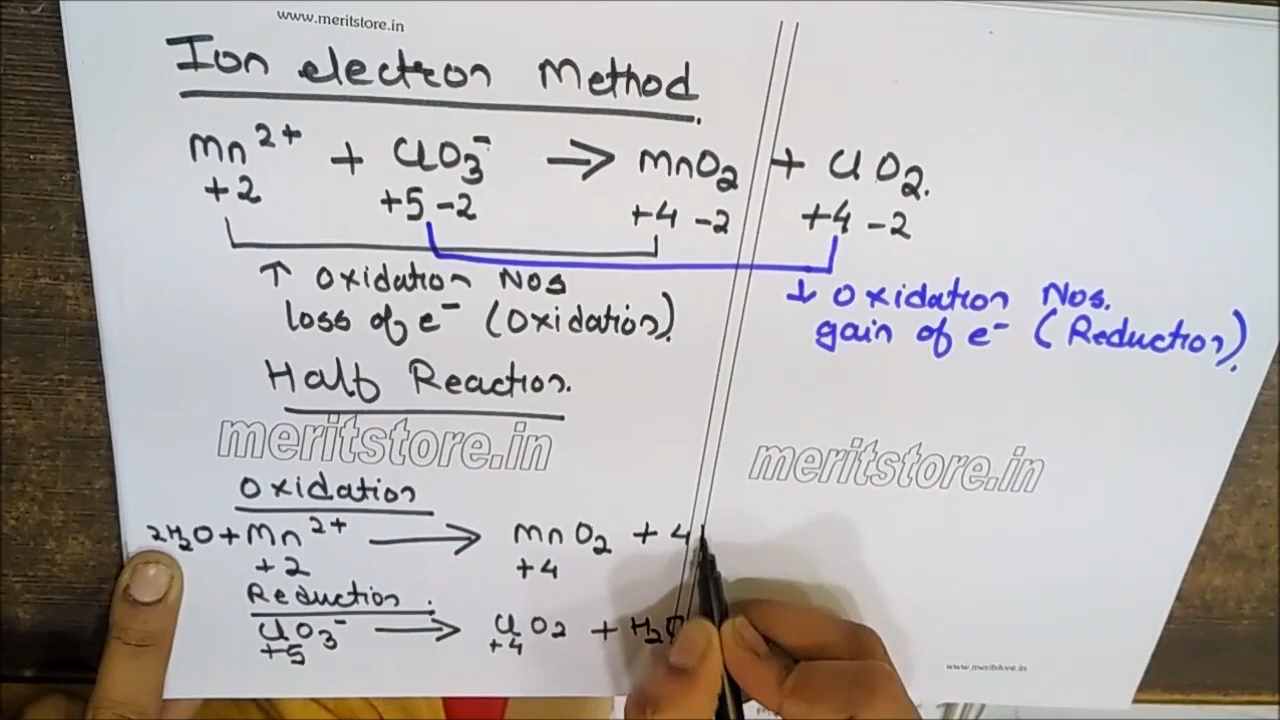 www.meritstore.in
Ion electron Method.
Mn²⁺ + ClO₃⁻ → MnO₂ + ClO₂.
+2 +5 -2 +4 -2 +4 -2
↑ Oxidation Nos
loss of e⁻ (Oxidation).
↓ Oxidation Nos.
gain of e⁻ (Reduction).
Half Reaction.
meritstore.in
meritstore.in
Oxidation
2H₂O + Mn²⁺ → MnO₂ + 4
+2 +4
Reduction.
ClO₃⁻ → ClO₂ + H₂O
+5 +4
www.meritstore.in